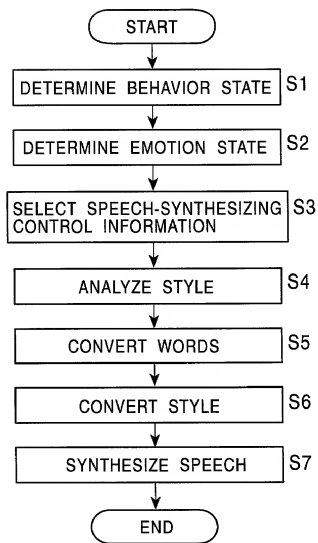 START
DETERMINE BEHAVIOR STATE S1
DETERMINE EMOTION STATE S2
SELECT SPEECH-SYNTHESIZING S3
CONTROL INFORMATION
ANALYZE STYLE S4
CONVERT WORDS S5
CONVERT STYLE S6
SYNTHESIZE SPEECH S7
END